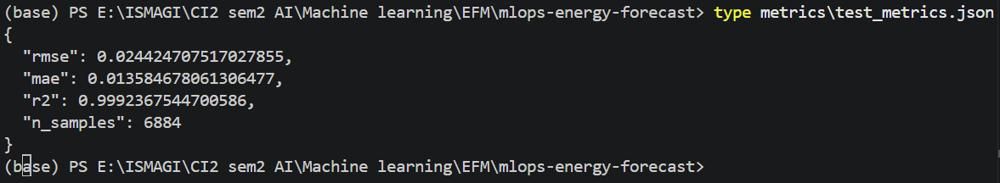 (base) PS E:\ISMAGI\CI2 sem2 AI\Machine learning\EFM\mlops-energy-forecast> type metrics\test_metrics.json
{
  "rmse": 0.024424707517027855,
  "mae": 0.013584678061306477,
  "r2": 0.9992367544700586,
  "n_samples": 6884
}
(base) PS E:\ISMAGI\CI2 sem2 AI\Machine learning\EFM\mlops-energy-forecast>